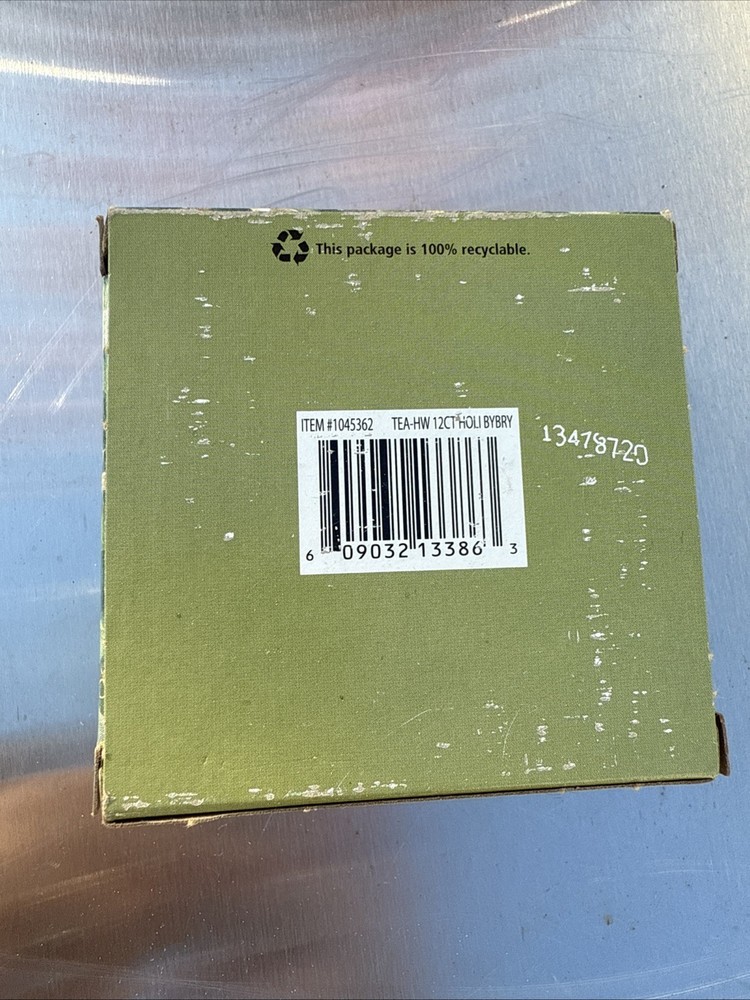 This package is 100% recyclable.
ITEM #1045362 TEA-HW 12CT HOLI BYBRY
13478720
6 09032 13386 3